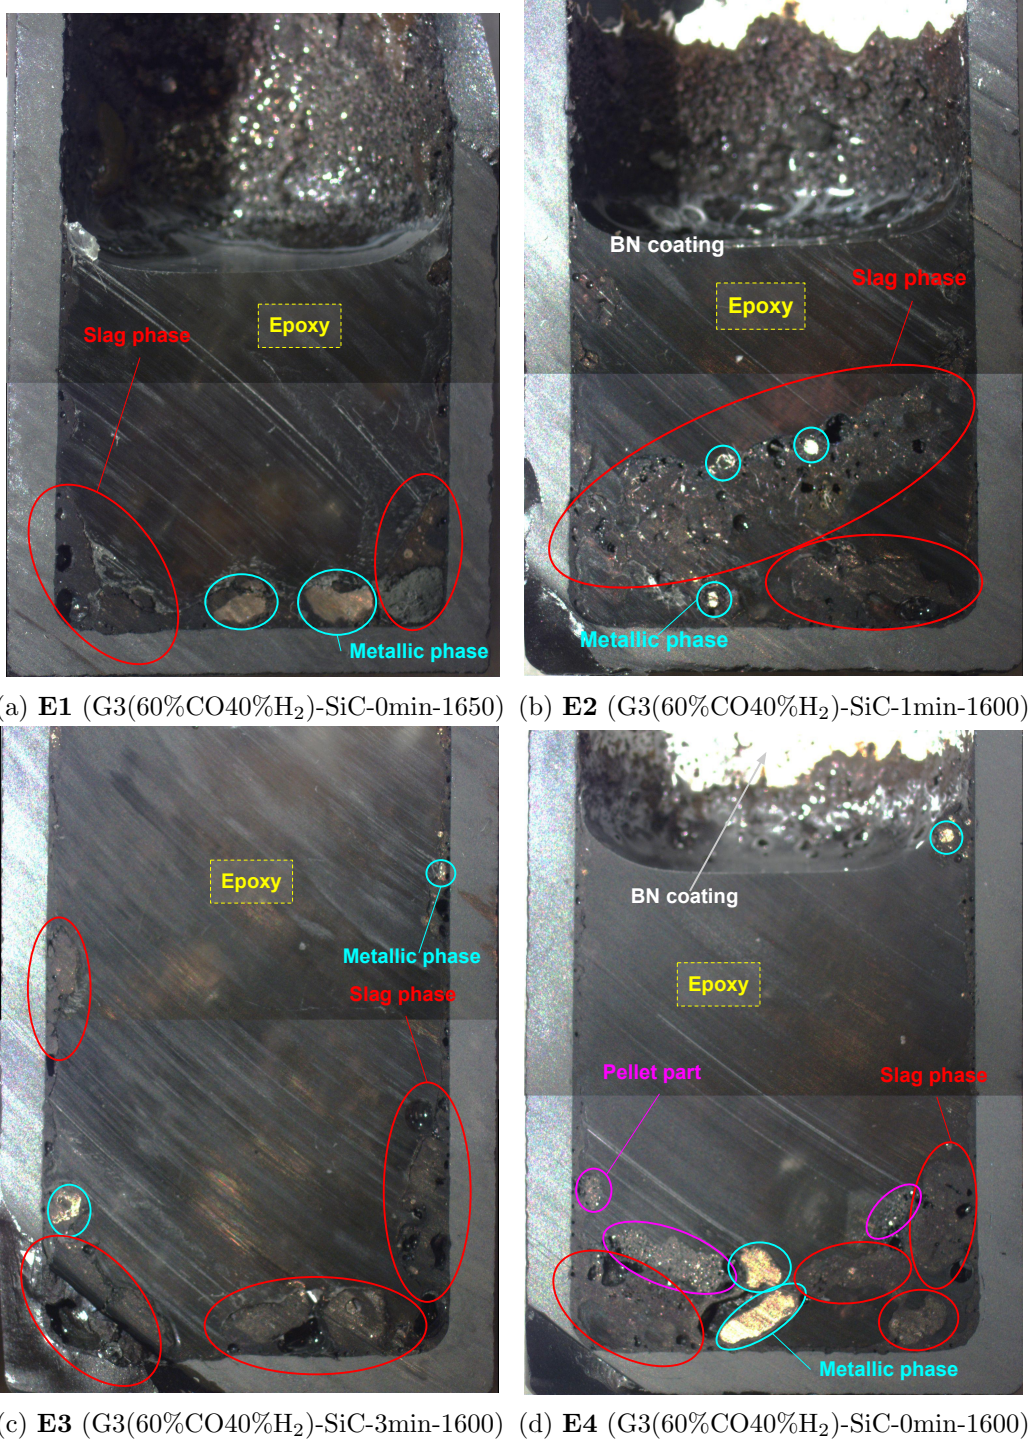 Slag phase
Epoxy
Metallic phase
BN coating
Slag phase
Epoxy
Metallic phase
(a) E1 (G3(60%CO40%H₂)-SiC-0min-1650)
(b) E2 (G3(60%CO40%H₂)-SiC-1min-1600)
Epoxy
Metallic phase
Slag phase
BN coating
Epoxy
Pellet part
Slag phase
Metallic phase
(c) E3 (G3(60%CO40%H₂)-SiC-3min-1600)
(d) E4 (G3(60%CO40%H₂)-SiC-0min-1600)